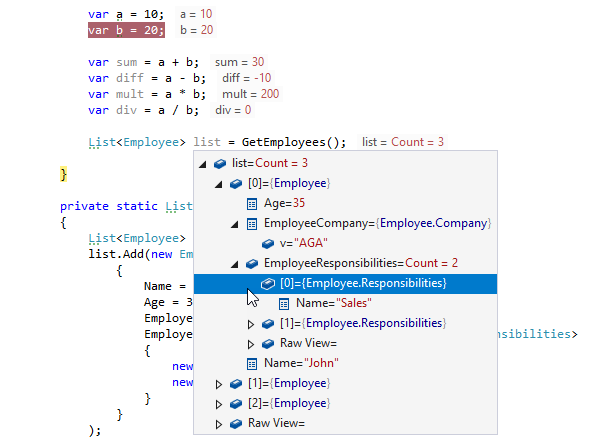 var a = 10; a = 10
var b = 20; b = 20
var sum = a + b; sum = 30
var diff = a - b; diff = -10
var mult = a * b; mult = 200
var div = a / b; div = 0
List<Employee> list = GetEmployees(); list = Count = 3
}
list=Count = 3
[0]={Employee}
Age=35
EmployeeCompany={Employee.Company}
v="AGA"
EmployeeResponsibilities=Count = 2
[0]={Employee.Responsibilities}
Name="Sales"
[1]={Employee.Responsibilities}
Raw View=
Name="John"
[1]={Employee}
[2]={Employee}
Raw View=
private static List
{
List<Employee>
list.Add(new Em
{
Name =
Age = 3
Employe
Employe nsibilities>
{
new
new
}
}
);